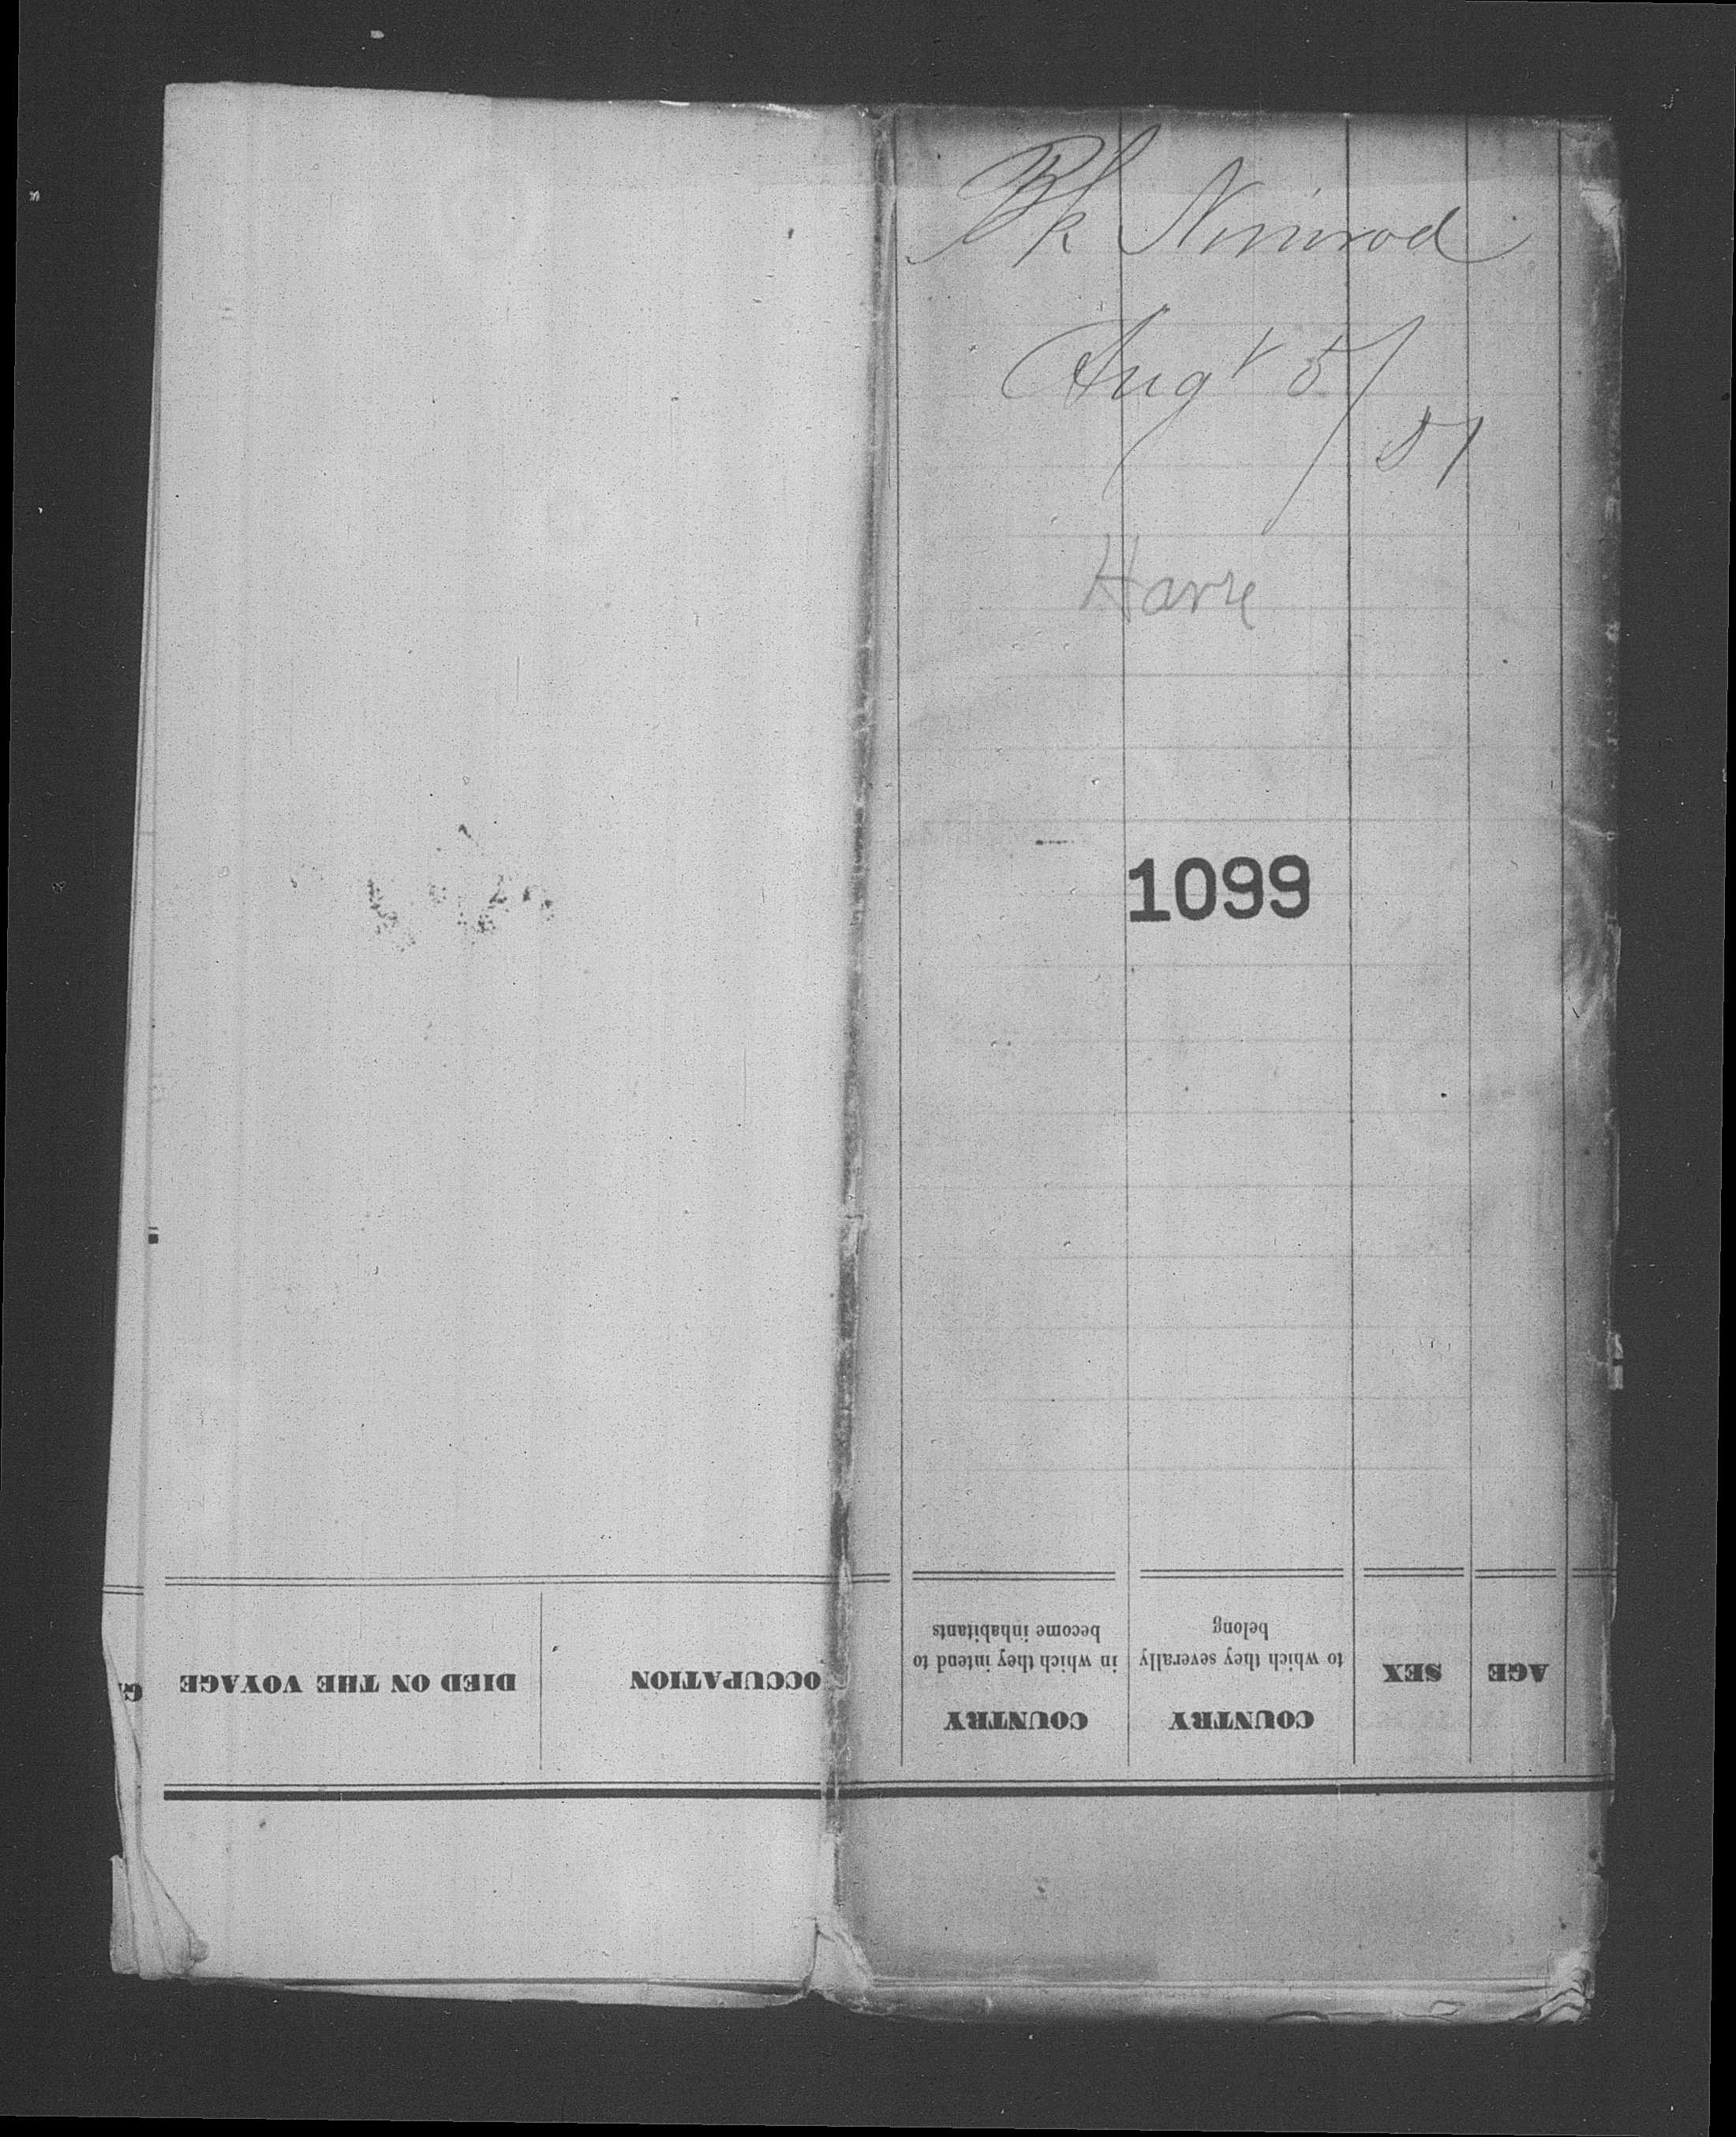 Bk Nimrod
Augt 5/
51
Havre
1099
COUNTRY
to which they severally
belong
COUNTRY
in which they intend to
become inhabitants
AGE
SEX
OCCUPATION
DIED ON THE VOYAGE